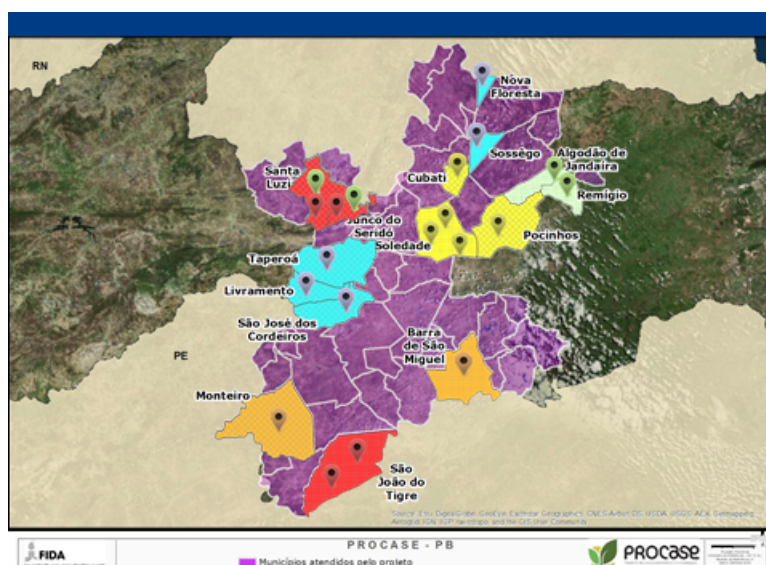 RN
Nova
Floresta
Sossêgo
Algodão de
Jandaira
Santa
Luzi
Cubati
Remígio
Junco do
Seridó
Soledade
Pocinhos
Taperoá
Livramento
São José dos
Cordeiros
Barra
de São
Miguel
PE
Monteiro
São
João do
Tigre
PROCASE - PB
FIDA
Municípios atendidos pelo projeto
PROCASE